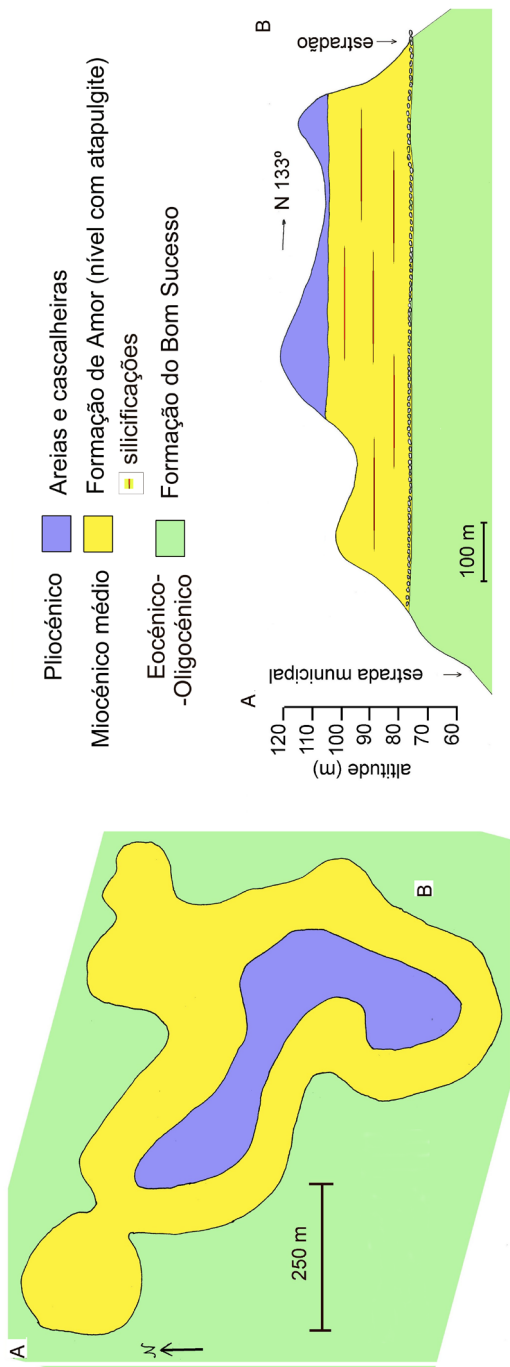 A
N
250 m
B
Pliocénico
Areias e cascalheiras
Miocénico médio
Formação de Amor (nível com atapulgite)
silicificações
Eocénico-
-Oligocénico
Formação do Bom Sucesso
A
B
N 133º
estrada municipal
estradão
altitude (m)
120
110
100
90
80
70
60
100 m